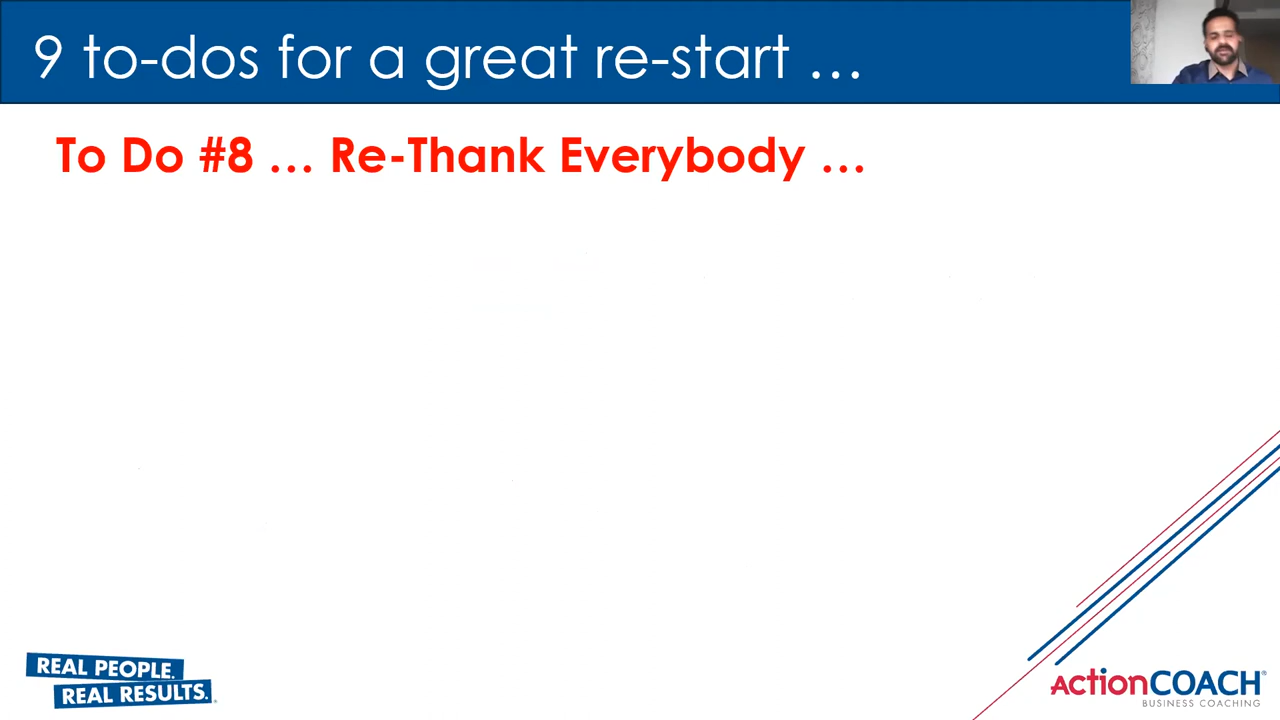 9 to-dos for a great re-start …
To Do #8 … Re-Thank Everybody …
REAL PEOPLE.
REAL RESULTS.
ActionCOACH®
BUSINESS COACHING